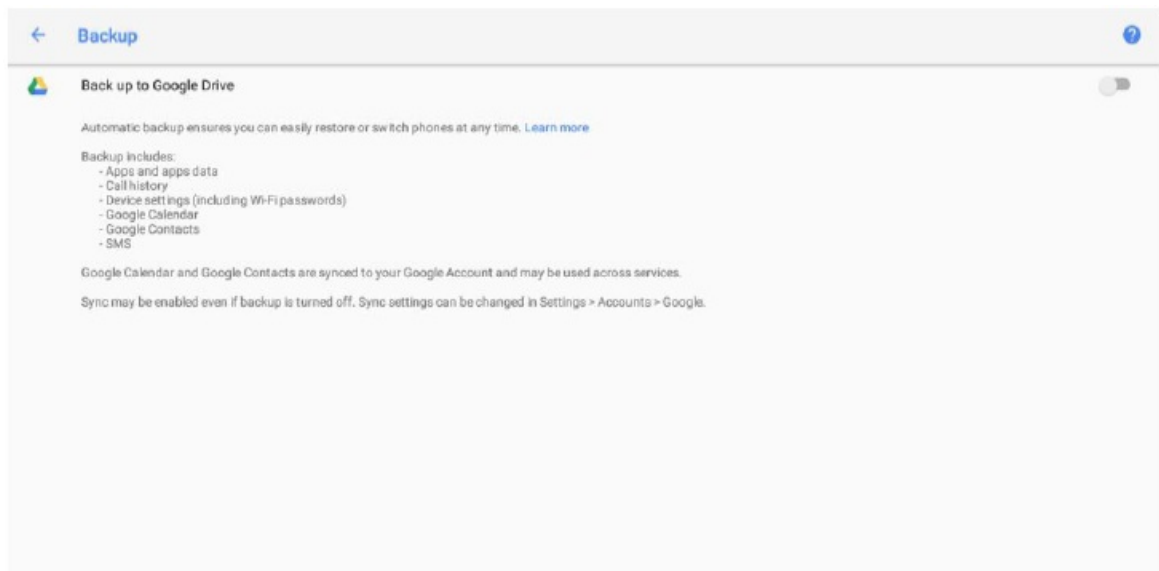 Backup
?
Back up to Google Drive
Automatic backup ensures you can easily restore or switch phones at any time. Learn more
Backup includes:
- Apps and apps data
- Call history
- Device settings (including Wi-Fi passwords)
- Google Calendar
- Google Contacts
- SMS
Google Calendar and Google Contacts are synced to your Google Account and may be used across services.
Sync may be enabled even if backup is turned off. Sync settings can be changed in Settings > Accounts > Google.